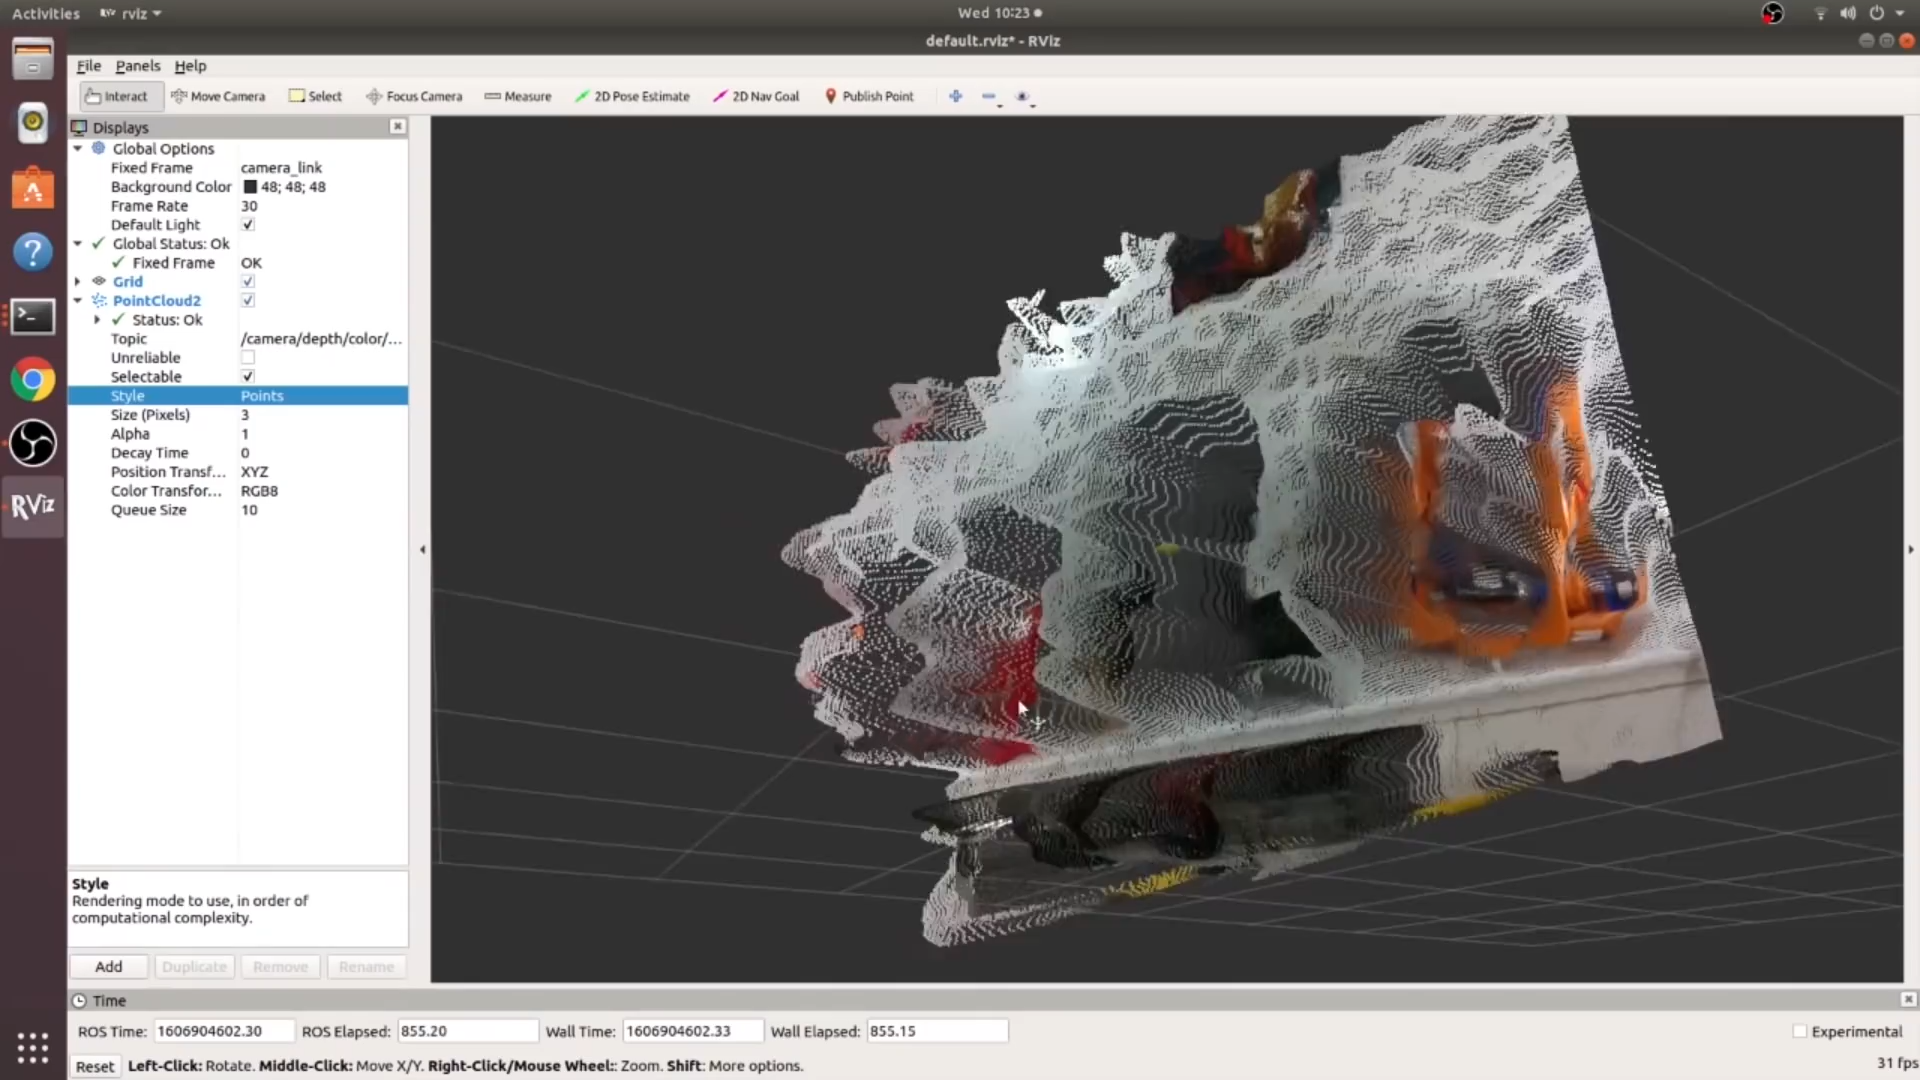 Activities rviz Wed 10:23
default.rviz* - RViz
File Panels Help
Interact Move Camera Select Focus Camera Measure 2D Pose Estimate 2D Nav Goal Publish Point
Displays
Global Options
Fixed Frame camera_link
Background Color 48; 48; 48
Frame Rate 30
Default Light ✓
Global Status: Ok
Fixed Frame OK
Grid ✓
PointCloud2 ✓
Status: Ok
Topic /camera/depth/color/...
Unreliable
Selectable ✓
Style Points
Size (Pixels) 3
Alpha 1
Decay Time 0
Position Transf... XYZ
Color Transfor... RGB8
Queue Size 10
RViz
Style
Rendering mode to use, in order of
computational complexity.
Add Duplicate Remove Rename
Time
ROS Time: 1606904602.30 ROS Elapsed: 855.20 Wall Time: 1606904602.33 Wall Elapsed: 855.15 Experimental
Reset Left-Click: Rotate. Middle-Click: Move X/Y. Right-Click/Mouse Wheel:: Zoom. Shift: More options. 31 fps